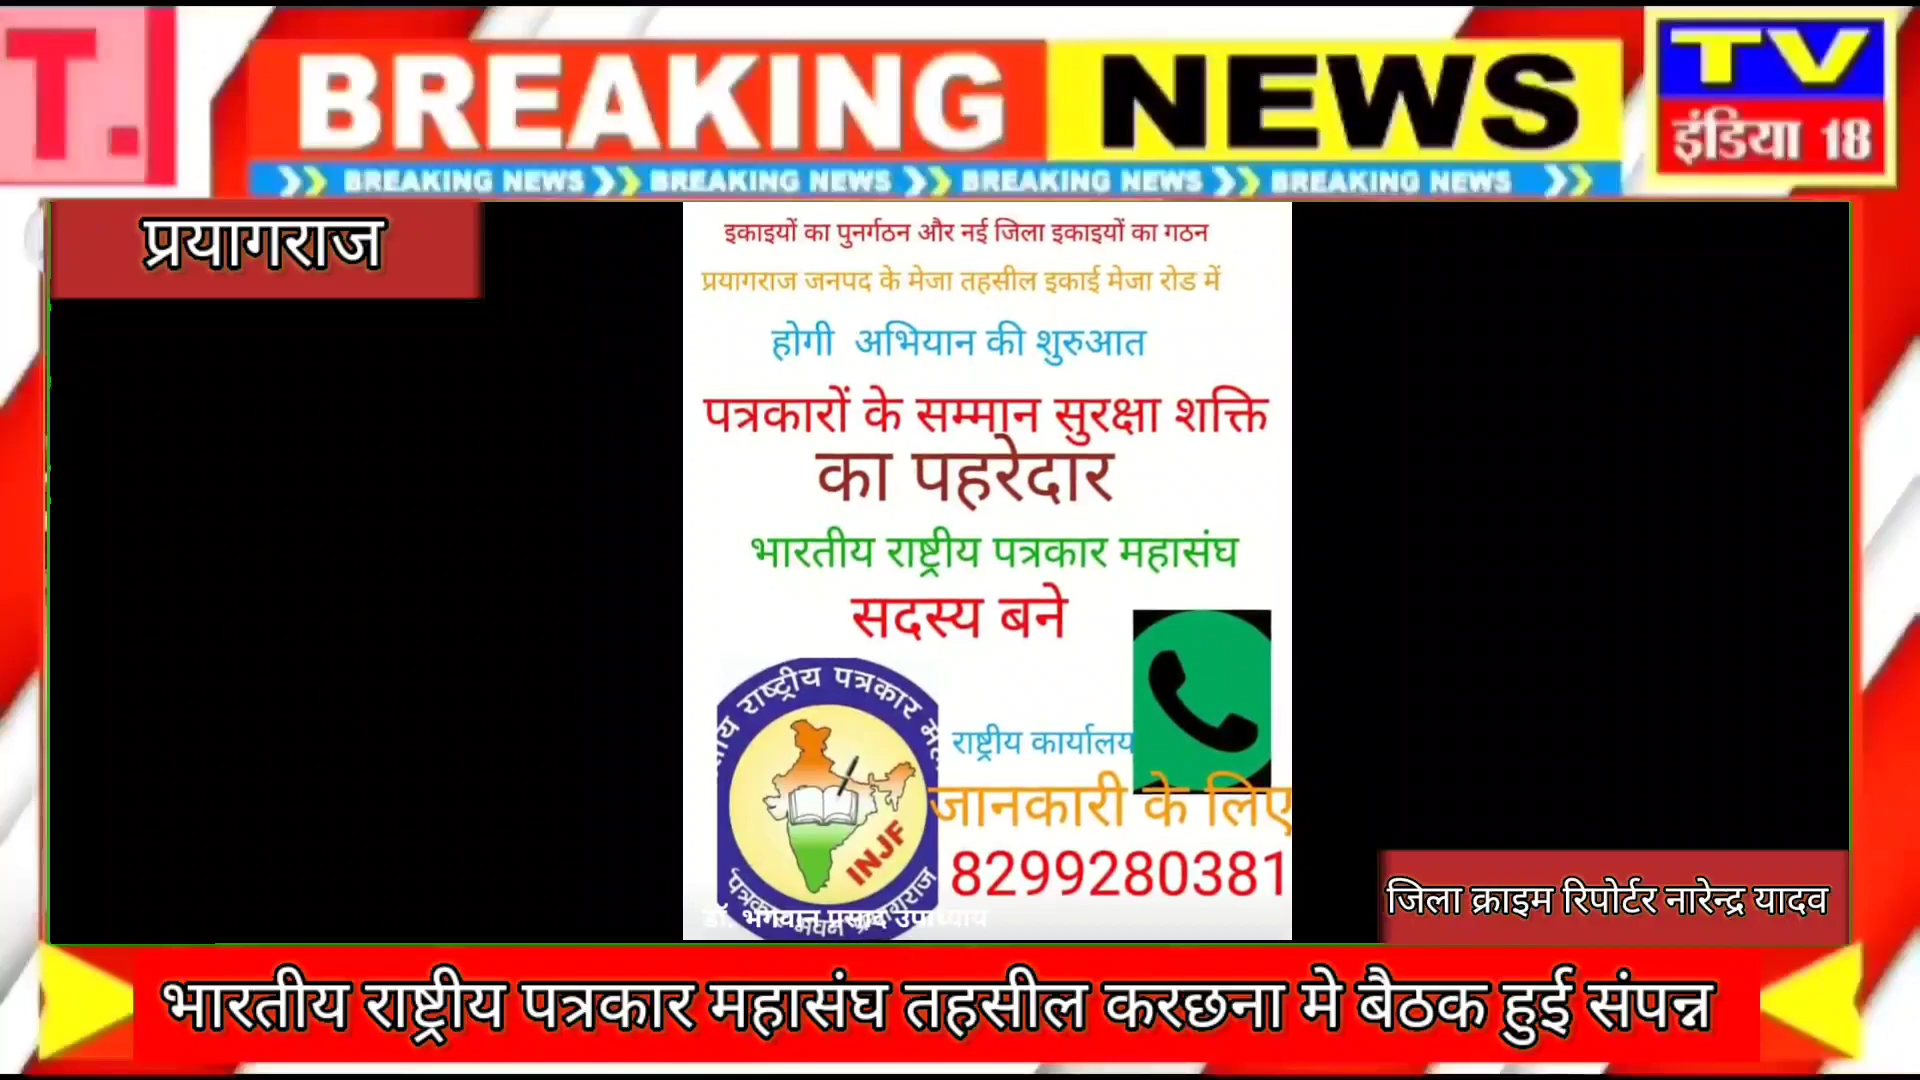 T.
BREAKING NEWS
TV
इंडिया 18
BREAKING NEWS BREAKING NEWS BREAKING NEWS BREAKING NEWS
प्रयागराज
इकाइयों का पुनर्गठन और नई जिला इकाइयों का गठन
प्रयागराज जनपद के मेजा तहसील इकाई मेजा रोड में
होगी अभियान की शुरुआत
पत्रकारों के सम्मान सुरक्षा शक्ति
का पहरेदार
भारतीय राष्ट्रीय पत्रकार महासंघ
सदस्य बने
राष्ट्रीय पत्रकार
INJF
राष्ट्रीय कार्यालय
जानकारी के लिए
8299280381
डॉ. भगवान प्रसाद उपाध्याय
जिला क्राइम रिपोर्टर नारेन्द्र यादव
भारतीय राष्ट्रीय पत्रकार महासंघ तहसील करछना मे बैठक हुई संपन्न